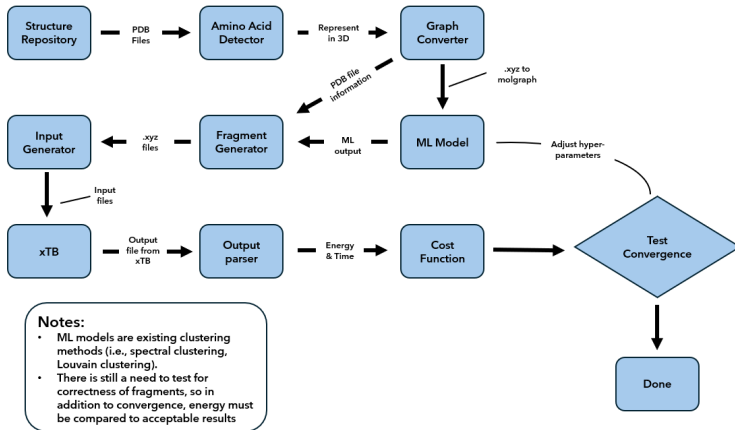 Structure
Repository
PDB
Files
Amino Acid
Detector
Represent
in 3D
Graph
Converter
PDB file
information
.xyz to
molgraph
Input
Generator
.xyz
files
Fragment
Generator
ML
output
ML Model
Adjust hyper-
parameters
Input
files
xTB
Output
file from
xTB
Output
parser
Energy
& Time
Cost
Function
Test
Convergence
Notes:
• ML models are existing clustering
methods (i.e., spectral clustering,
Louvain clustering).
• There is still a need to test for
correctness of fragments, so in
addition to convergence, energy must
be compared to acceptable results
Done